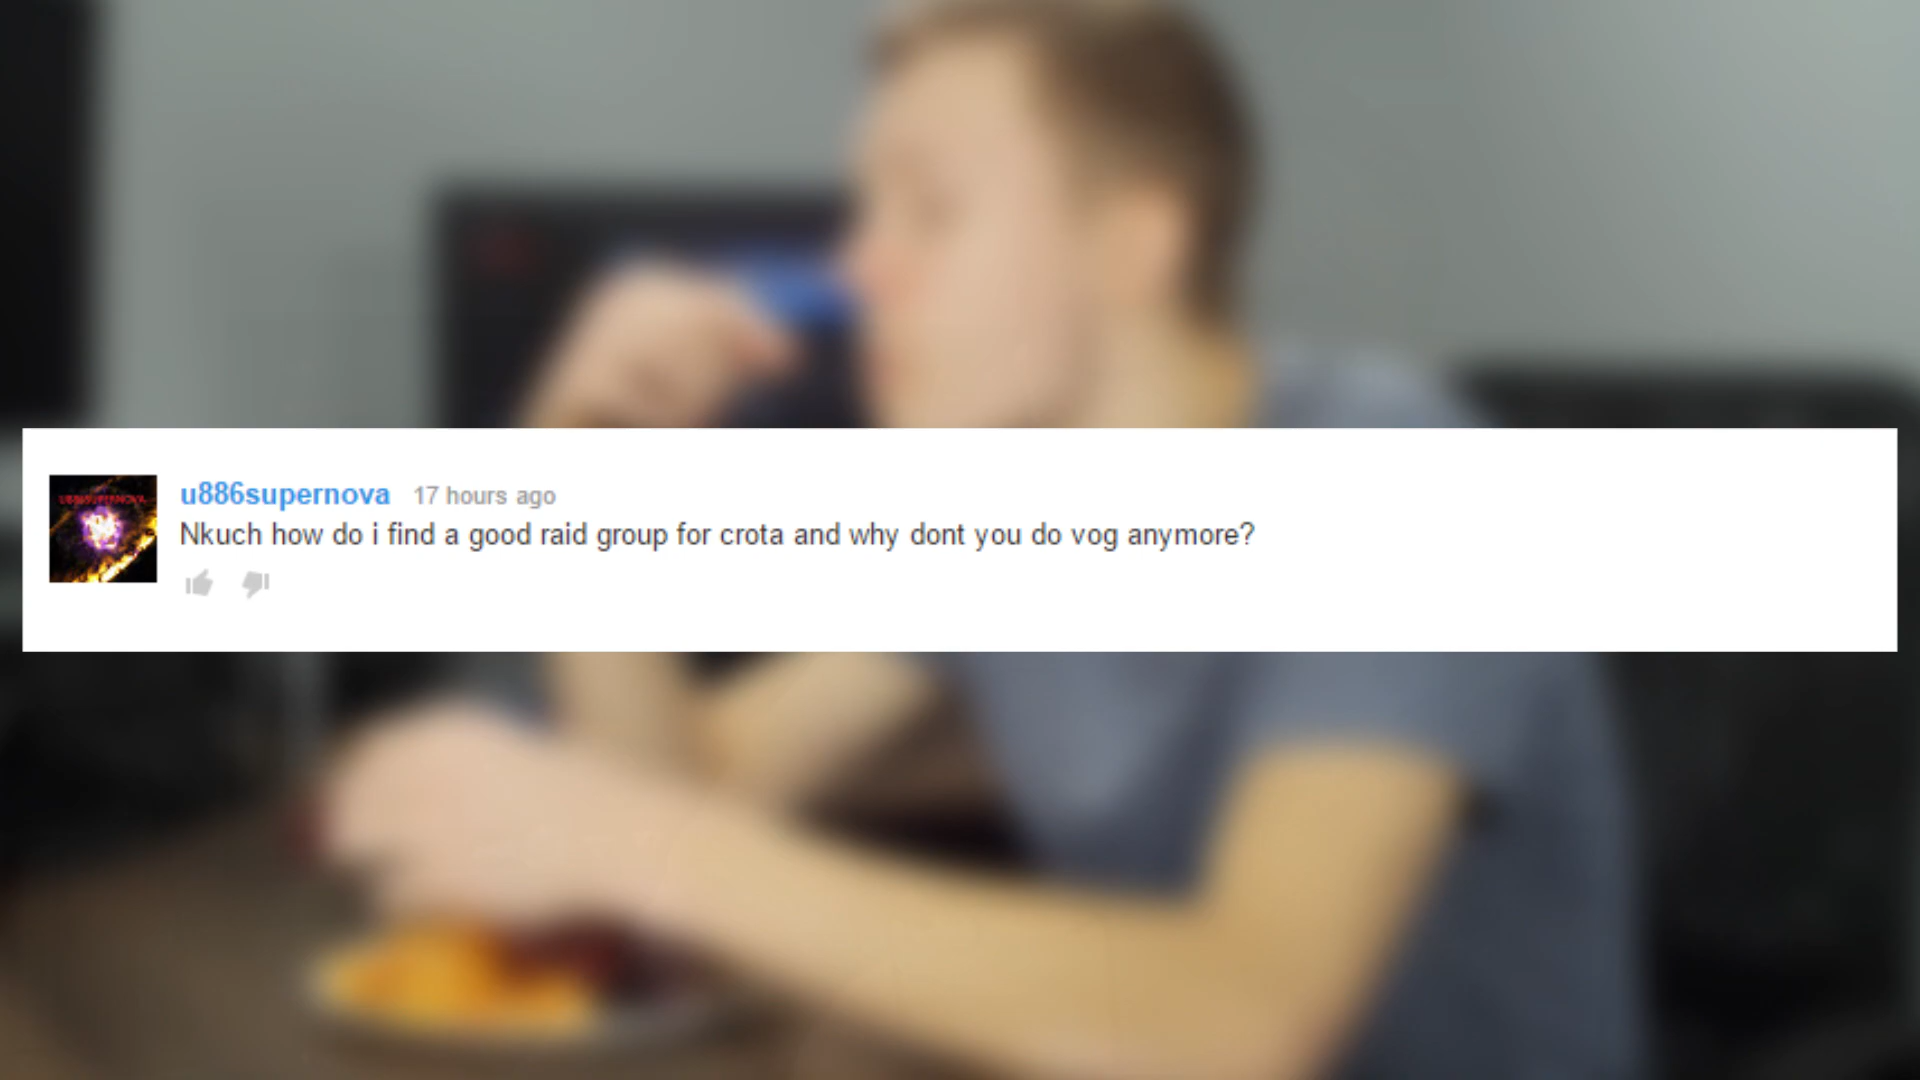 u886supernova 17 hours ago
Nkuch how do i find a good raid group for crota and why dont you do vog anymore?